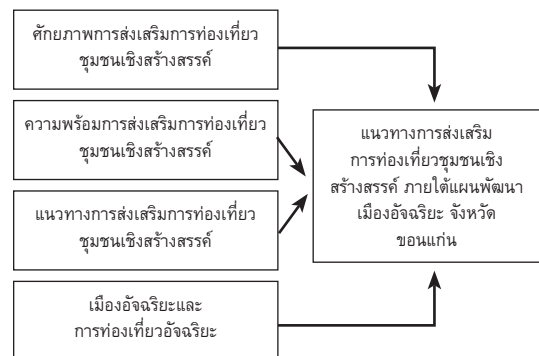 ศักยภาพการส่งเสริมการท่องเที่ยว
ชุมชนเชิงสร้างสรรค์
ความพร้อมการส่งเสริมการท่องเที่ยว
ชุมชนเชิงสร้างสรรค์
แนวทางการส่งเสริมการท่องเที่ยว
ชุมชนเชิงสร้างสรรค์
เมืองอัจฉริยะและ
การท่องเที่ยวอัจฉริยะ
แนวทางการส่งเสริม
การท่องเที่ยวชุมชนเชิง
สร้างสรรค์ ภายใต้แผนพัฒนา
เมืองอัจฉริยะ จังหวัด
ขอนแก่น